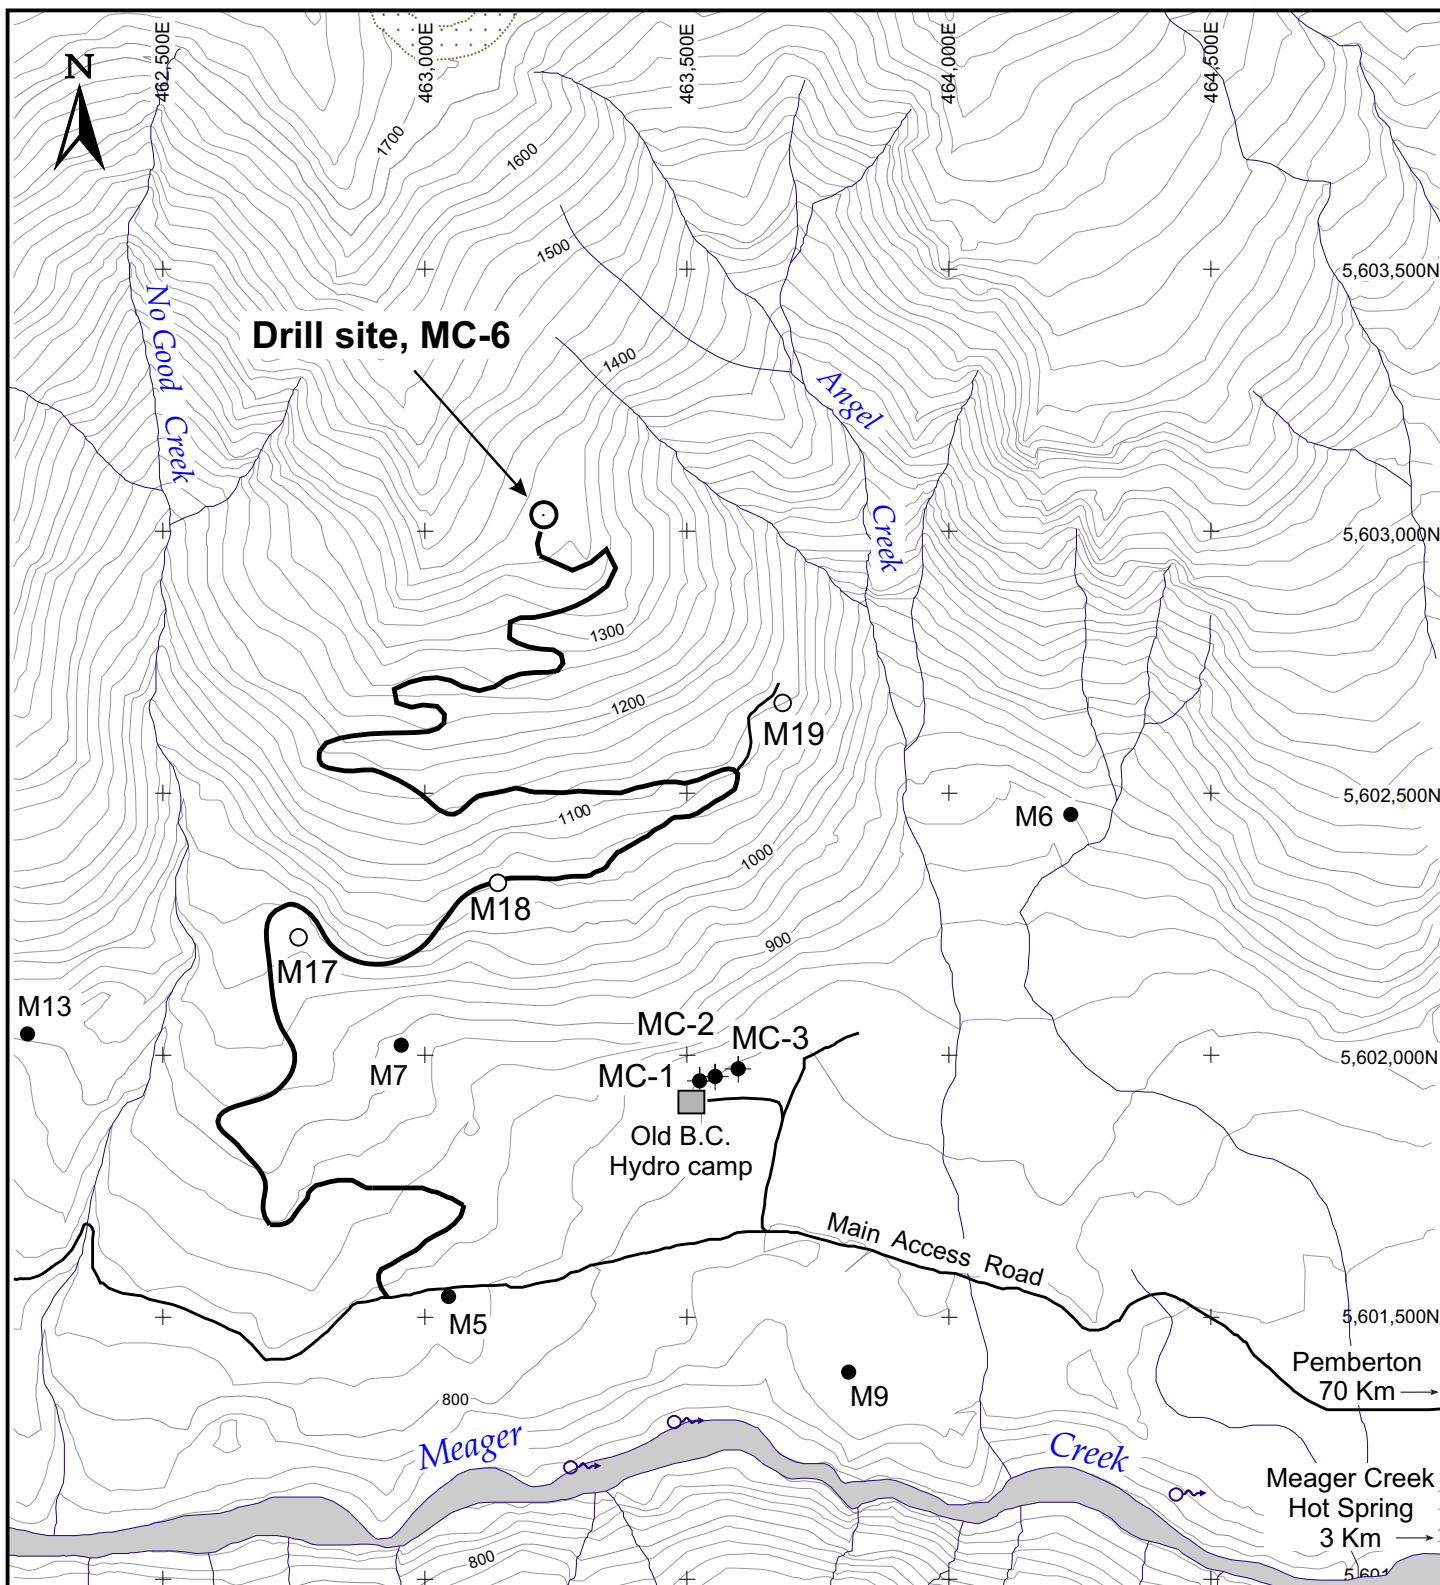 N
462,500E
463,000E
463,500E
464,000E
464,500E
1700
1600
1500
5,603,500N
No Good Creek
Drill site, MC-6
1400
Angel
Creek
5,603,000N
1300
1200
M19
5,602,500N
1100
M6
1000
M18
900
M17
M13
MC-2
MC-3
5,602,000N
M7
MC-1
Old B.C.
Hydro camp
Main Access Road
M5
5,601,500N
Pemberton
70 Km
M9
800
Meager
Creek
Meager Creek
Hot Spring
3 Km
800
5,601